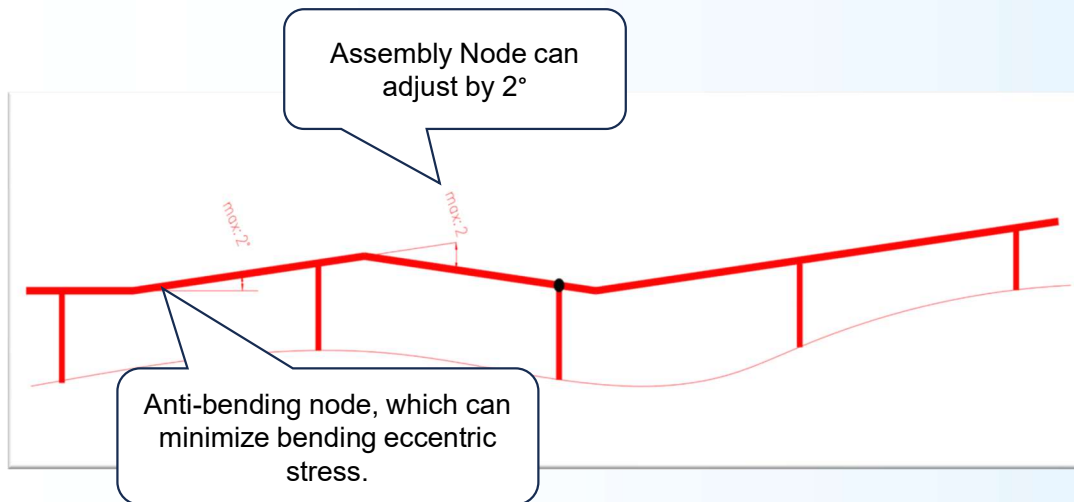 Assembly Node can
adjust by 2°
max: 2°
max: 2
Anti-bending node, which can
minimize bending eccentric
stress.